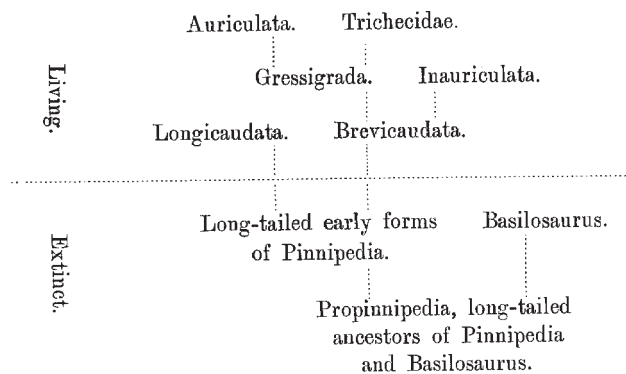 Auriculata. Trichecidae.
Living.
Gressigrada. Inauriculata.
Longicaudata. Brevicaudata.
Long-tailed early forms Basilosaurus.
of Pinnipedia.
Extinct.
Propinnipedia, long-tailed
ancestors of Pinnipedia
and Basilosaurus.